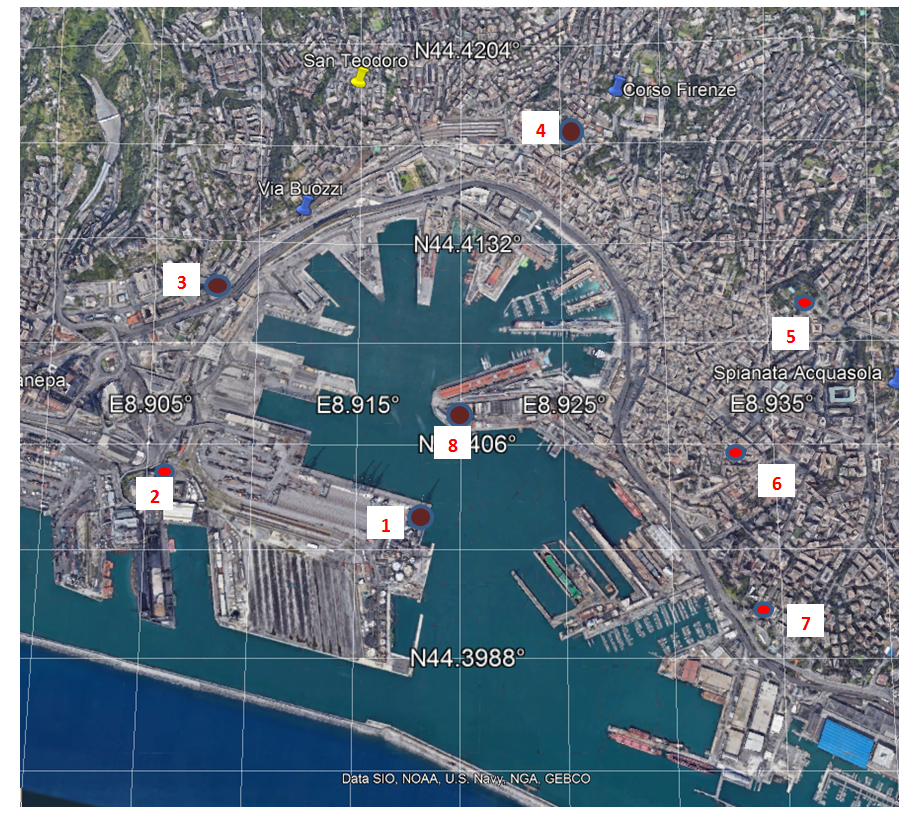 N44.4204°
San Teodoro
Corso Firenze
4
Via Buozzi
N44.4132°
3
5
Spianata Acquasola
anepa
E8.905°
E8.915°
E8.925°
E8.935°
8
406°
6
2
1
7
N44.3988°
Data SIO, NOAA, U.S. Navy, NGA, GEBCO